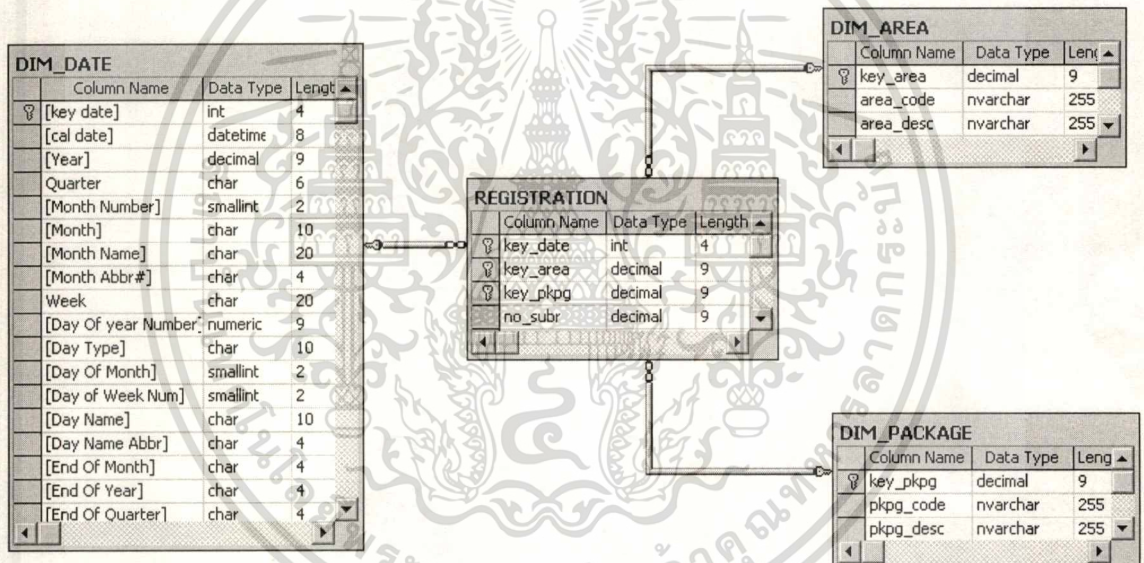 DIM_DATE
Column Name Data Type Lengt
[key date] int 4
[cal date] datetime 8
[Year] decimal 9
Quarter char 6
[Month Number] smallint 2
[Month] char 10
[Month Name] char 20
[Month Abbr#] char 4
Week char 20
[Day Of year Number] numeric 9
[Day Type] char 10
[Day Of Month] smallint 2
[Day of Week Num] smallint 2
[Day Name] char 10
[Day Name Abbr] char 4
[End Of Month] char 4
[End Of Year] char 4
[End Of Quarter] char 4
REGISTRATION
Column Name Data Type Length
key_date int 4
key_area decimal 9
key_pkpg decimal 9
no_subr decimal 9
DIM_AREA
Column Name Data Type Leng
key_area decimal 9
area_code nvarchar 255
area_desc nvarchar 255
DIM_PACKAGE
Column Name Data Type Leng
key_pkpg decimal 9
pkpg_code nvarchar 255
pkpg_desc nvarchar 255